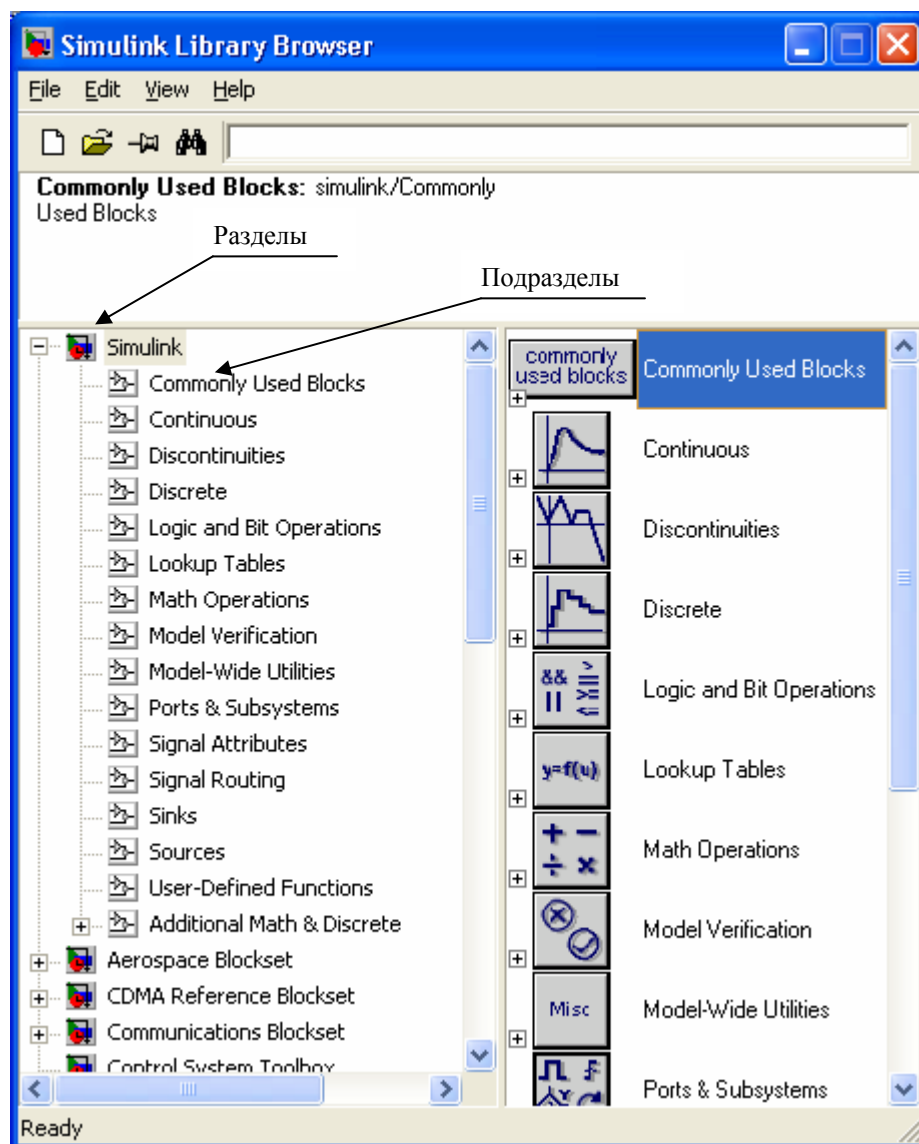 Simulink Library Browser
File Edit View Help
Commonly Used Blocks: simulink/Commonly
Used Blocks
Разделы
Подразделы
Simulink
Commonly Used Blocks
Continuous
Discontinuities
Discrete
Logic and Bit Operations
Lookup Tables
Math Operations
Model Verification
Model-Wide Utilities
Ports & Subsystems
Signal Attributes
Signal Routing
Sinks
Sources
User-Defined Functions
Additional Math & Discrete
Aerospace Blockset
CDMA Reference Blockset
Communications Blockset
Control System Toolbox
commonly
used blocks
Commonly Used Blocks
Continuous
Discontinuities
Discrete
&& >
|| >=
<=
Logic and Bit Operations
y=f(u)
Lookup Tables
+ −
÷ ×
Math Operations
Model Verification
Misc
Model-Wide Utilities
Ports & Subsystems
Ready